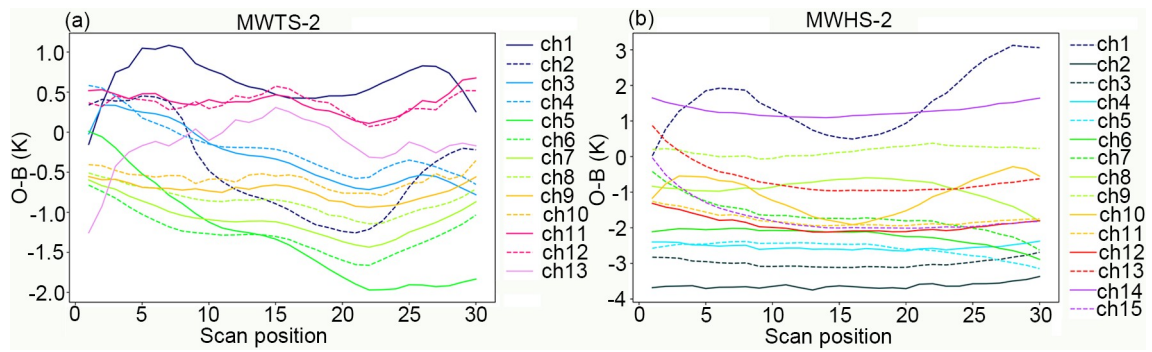 (a)
MWTS-2
1.0
0.5
0
-0.5
-1.0
-1.5
-2.0
O-B (K)
0 5 10 15 20 25 30
Scan position
ch1
ch2
ch3
ch4
ch5
ch6
ch7
ch8
ch9
ch10
ch11
ch12
ch13
(b)
MWHS-2
3
2
1
0
-1
-2
-3
-4
O-B (K)
0 5 10 15 20 25 30
Scan position
ch1
ch2
ch3
ch4
ch5
ch6
ch7
ch8
ch9
ch10
ch11
ch12
ch13
ch14
ch15